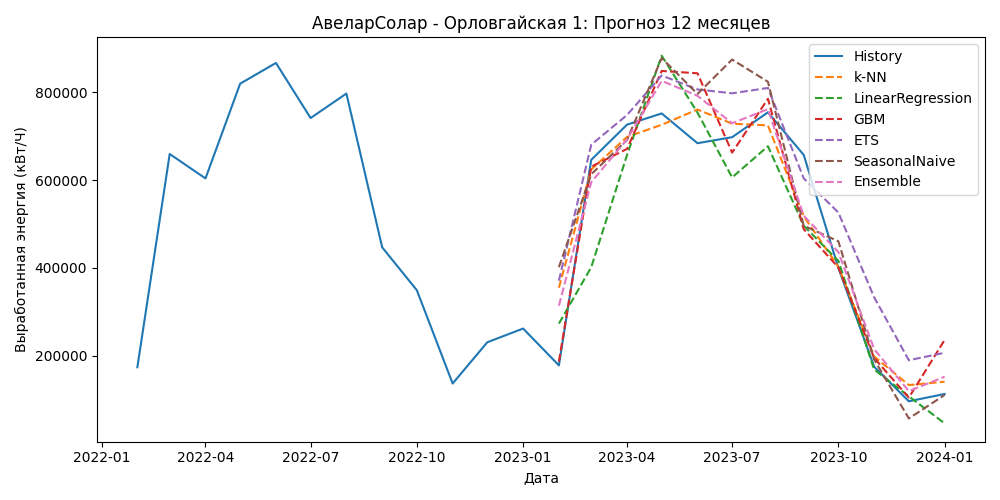 АвеларСолар - Орловгайская 1: Прогноз 12 месяцев
Выработанная энергия (кВт/Ч)
800000
600000
400000
200000
History
k-NN
LinearRegression
GBM
ETS
SeasonalNaive
Ensemble
2022-01
2022-04
2022-07
2022-10
2023-01
2023-04
2023-07
2023-10
2024-01
Дата